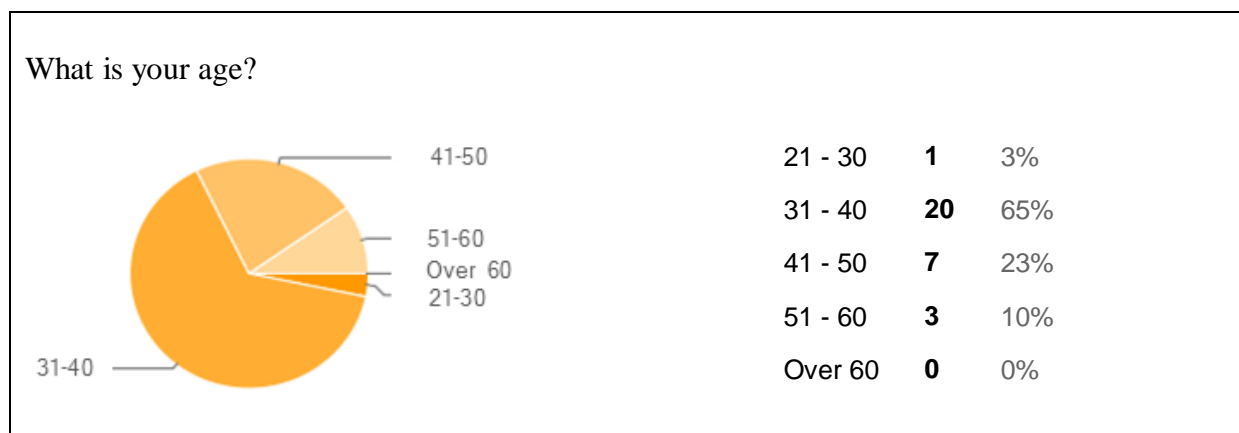 What is your age?
41-50
51-60
Over 60
21-30
31-40
21 - 30 1 3%
31 - 40 20 65%
41 - 50 7 23%
51 - 60 3 10%
Over 60 0 0%